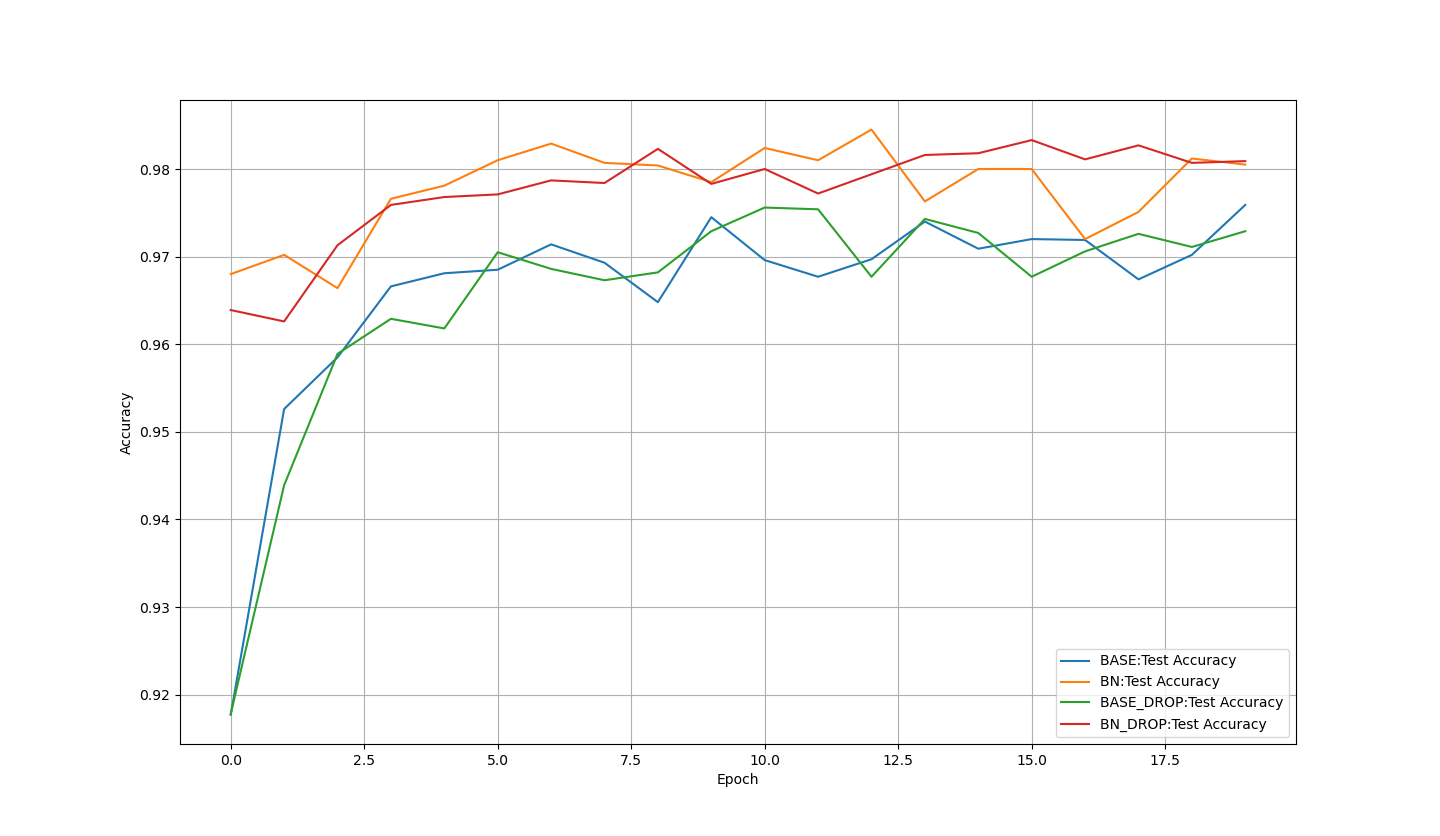 0.98
0.97
0.96
0.95
0.94
0.93
0.92
Accuracy
0.0 2.5 5.0 7.5 10.0 12.5 15.0 17.5
Epoch
BASE:Test Accuracy
BN:Test Accuracy
BASE_DROP:Test Accuracy
BN_DROP:Test Accuracy